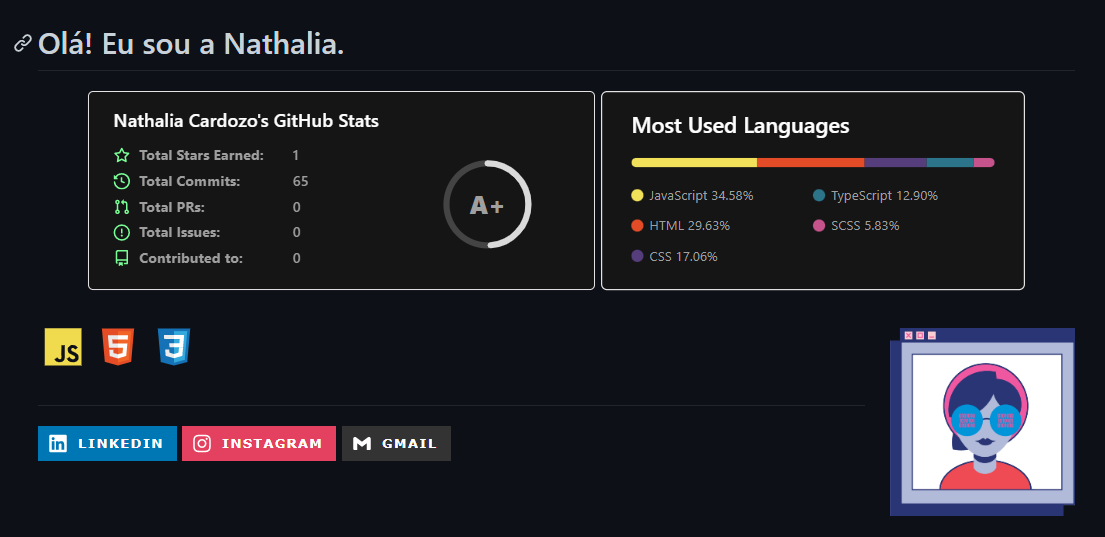 Olá! Eu sou a Nathalia.
Nathalia Cardozo's GitHub Stats
Total Stars Earned: 1
Total Commits: 65
Total PRs: 0
Total Issues: 0
Contributed to: 0
A+
Most Used Languages
JavaScript 34.58%
TypeScript 12.90%
HTML 29.63%
SCSS 5.83%
CSS 17.06%
JS
5
3
LINKEDIN
INSTAGRAM
GMAIL